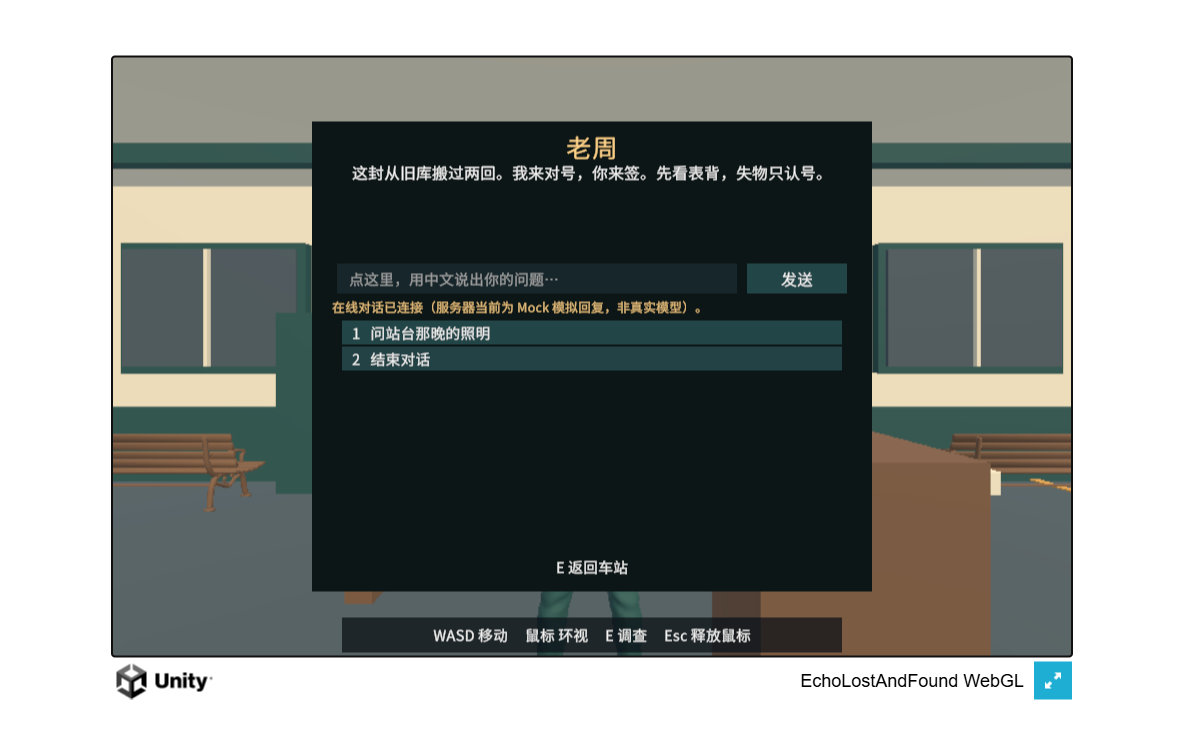 老周
这封从旧库搬过两回。我来对号，你来签。先看表背，失物只认号。
点这里，用中文说出你的问题…
发送
在线对话已连接（服务器当前为 Mock 模拟回复，非真实模型）。
1 问站台那晚的照明
2 结束对话
E 返回车站
WASD 移动 鼠标 环视 E 调查 Esc 释放鼠标
Unity
EchoLostAndFound WebGL